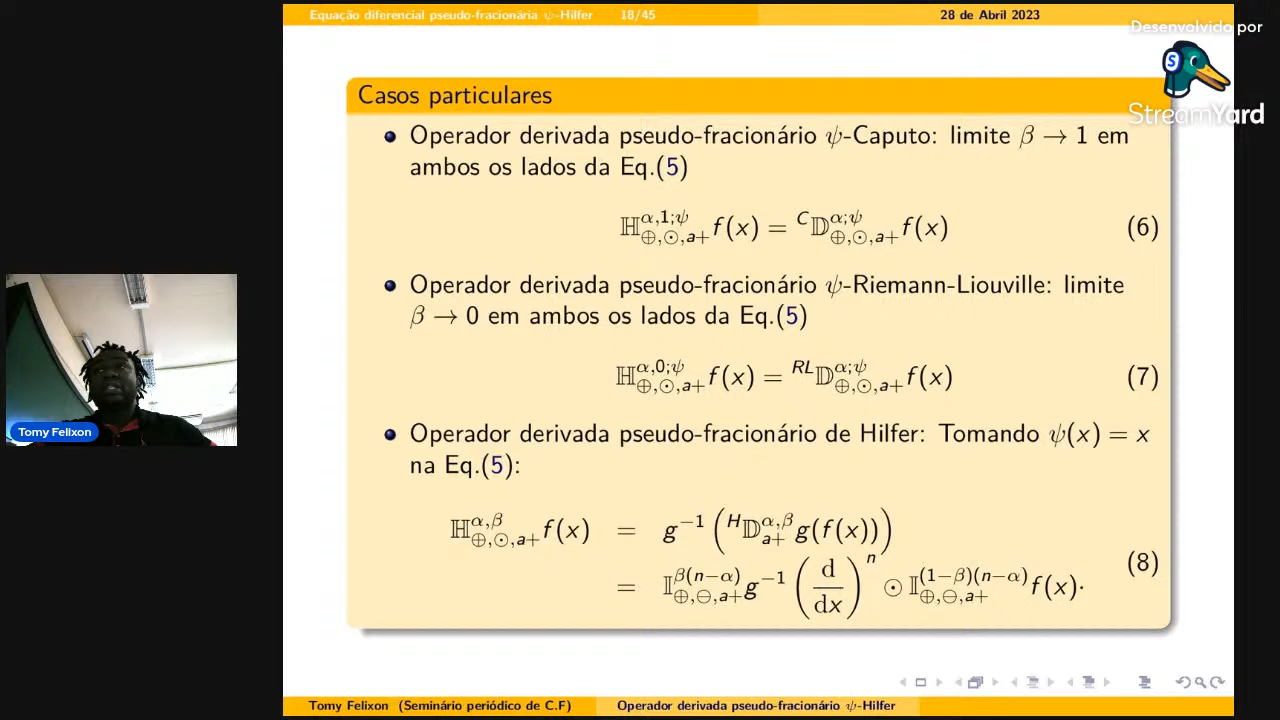 Equação diferencial pseudo-fracionária ψ-Hilfer 18/45 28 de Abril 2023
Desenvolvido por
StreamYard
Casos particulares
Operador derivada pseudo-fracionário ψ-Caputo: limite β → 1 em
ambos os lados da Eq.(5)
ℍ^{α,1;ψ}_{⊕,⊙,a+} f(x) = ^C𝔻^{α;ψ}_{⊕,⊙,a+} f(x) (6)
Operador derivada pseudo-fracionário ψ-Riemann-Liouville: limite
β → 0 em ambos os lados da Eq.(5)
ℍ^{α,0;ψ}_{⊕,⊙,a+} f(x) = ^{RL}𝔻^{α;ψ}_{⊕,⊙,a+} f(x) (7)
Operador derivada pseudo-fracionário de Hilfer: Tomando ψ(x) = x
na Eq.(5):
ℍ^{α,β}_{⊕,⊙,a+} f(x) = g^{−1} (^H𝔻^{α,β}_{a+} g(f(x)))
= 𝕀^{β(n−α)}_{⊕,⊖,a+} g^{−1} (d/dx)^n ⊙ 𝕀^{(1−β)(n−α)}_{⊕,⊖,a+} f(x)· (8)
Tomy Felixon
Tomy Felixon (Seminário periódico de C.F) Operador derivada pseudo-fracionário ψ-Hilfer